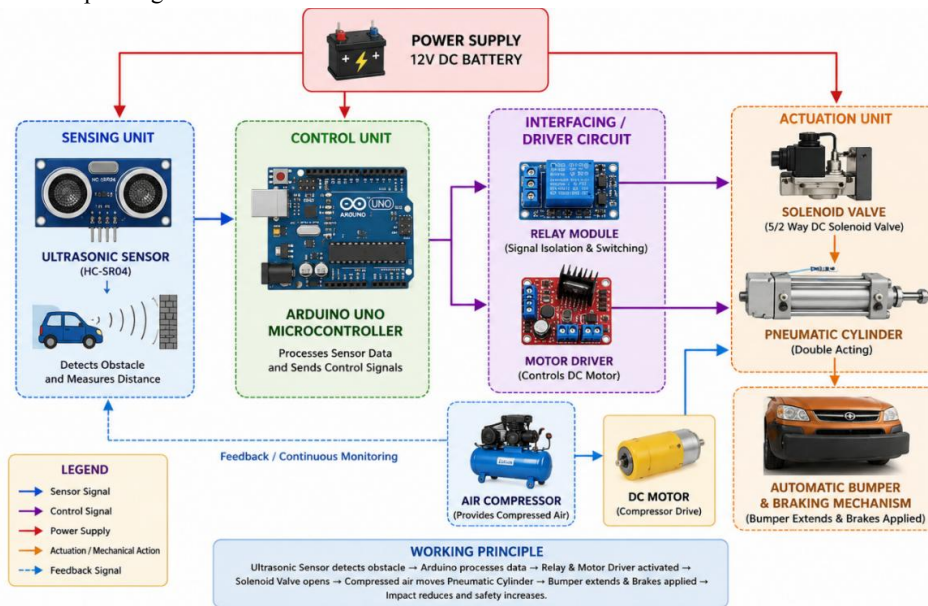 POWER SUPPLY
12V DC BATTERY
SENSING UNIT
HC-SR04
ULTRASONIC SENSOR
(HC-SR04)
Detects Obstacle
and Measures Distance
CONTROL UNIT
UNO
ARDUINO
ARDUINO UNO
MICROCONTROLLER
Processes Sensor Data
and Sends Control Signals
INTERFACING /
DRIVER CIRCUIT
RELAY MODULE
(Signal Isolation & Switching)
MOTOR DRIVER
(Controls DC Motor)
ACTUATION UNIT
SOLENOID VALVE
(5/2 Way DC Solenoid Valve)
PNEUMATIC CYLINDER
(Double Acting)
AUTOMATIC BUMPER
& BRAKING MECHANISM
(Bumper Extends & Brakes Applied)
Feedback / Continuous Monitoring
AIR COMPRESSOR
(Provides Compressed Air)
DC MOTOR
(Compressor Drive)
LEGEND
Sensor Signal
Control Signal
Power Supply
Actuation / Mechanical Action
Feedback Signal
WORKING PRINCIPLE
Ultrasonic Sensor detects obstacle → Arduino processes data → Relay & Motor Driver activated →
Solenoid Valve opens → Compressed air moves Pneumatic Cylinder → Bumper extends & Brakes applied →
Impact reduces and safety increases.